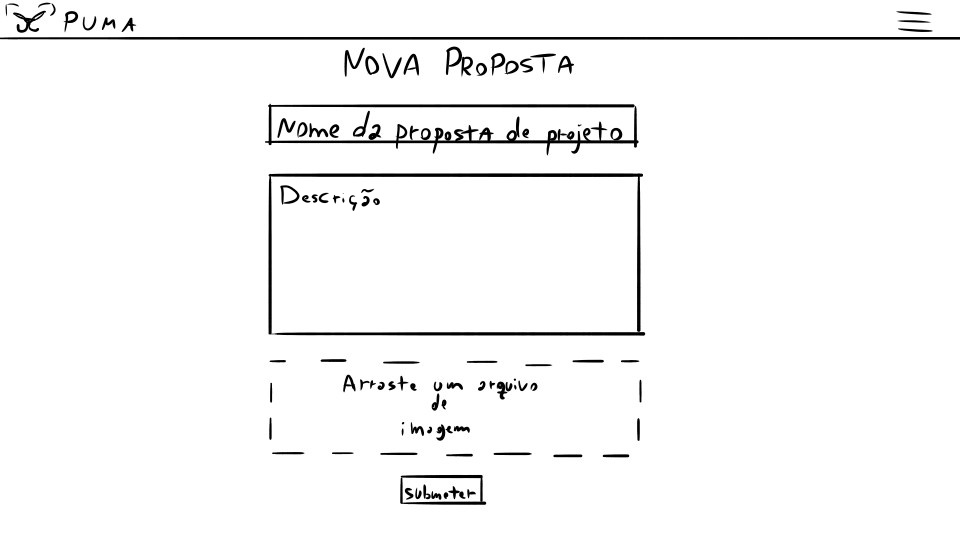 PUMA
NOVA PROPOSTA
Nome da proposta de projeto
Descrição
Arraste um arquivo
de
imagem
submeter